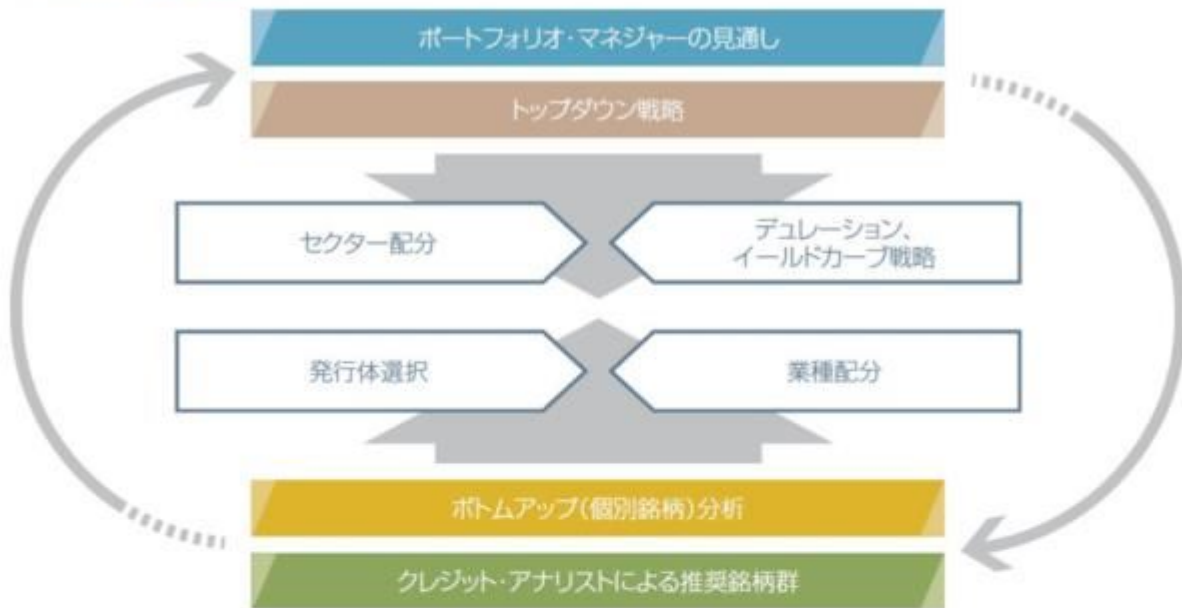 ポートフォリオ・マネジャーの見通し
トップダウン戦略
セクター配分
デュレーション、
イールドカーブ戦略
発行体選択
業種配分
ボトムアップ(個別銘柄)分析
クレジット・アナリストによる推奨銘柄群